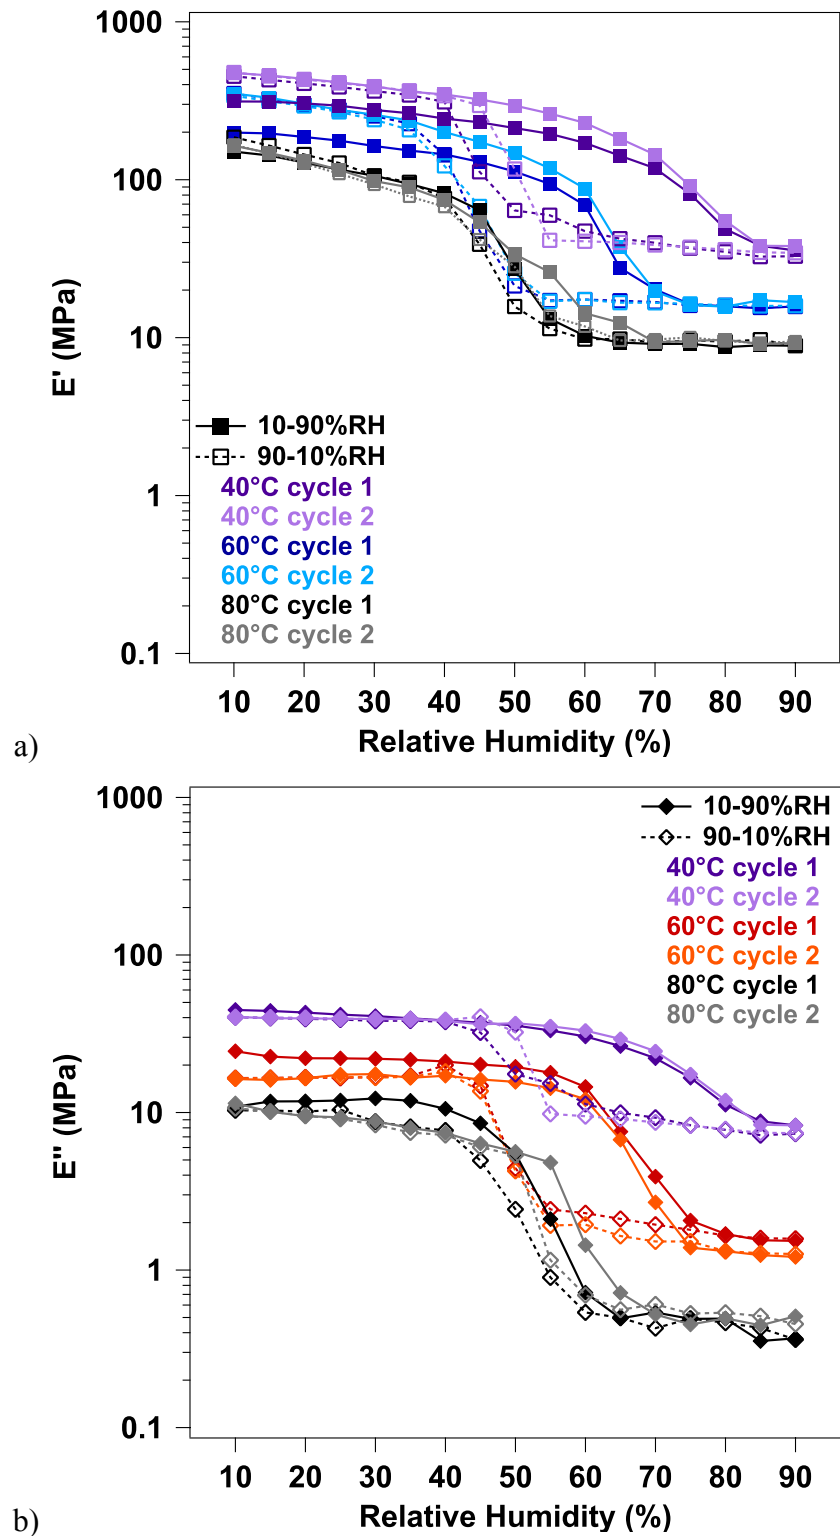 1000
100
10
1
0.1
E' (MPa)
10-90%RH
90-10%RH
40°C cycle 1
40°C cycle 2
60°C cycle 1
60°C cycle 2
80°C cycle 1
80°C cycle 2
10 20 30 40 50 60 70 80 90
Relative Humidity (%)
a)
1000
100
10
1
0.1
E" (MPa)
10-90%RH
90-10%RH
40°C cycle 1
40°C cycle 2
60°C cycle 1
60°C cycle 2
80°C cycle 1
80°C cycle 2
10 20 30 40 50 60 70 80 90
Relative Humidity (%)
b)